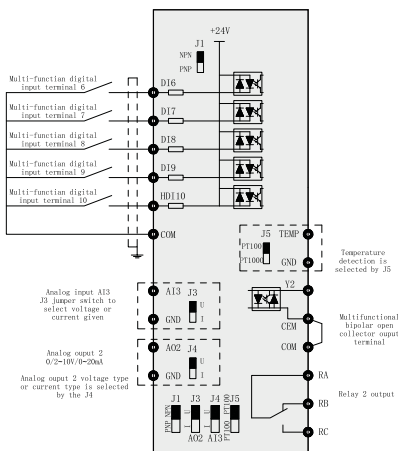 +24V
J1
NPN
PNP
Multi-function digital
input terminal 6
DI6
Multi-function digital
input terminal 7
DI7
Multi-function digital
input terminal 8
DI8
Multi-function digital
input terminal 9
DI9
Multi-function digital
input terminal 10
HDI10
COM
J5
TEMP
PT100
PT1000
GND
Temperature
detection is
selected by J5
Y2
CEM
COM
Multifunctional
bipolar open
collector ouput
terminal
Analog input AI3
J3 jumper switch to
select voltage or
current given
AI3
J3
U
I
GND
Analog ouput 2
0/2-10V/0-20mA
Analog ouput 2 voltage type
or current type is selected
by the J4
AO2
J4
U
I
GND
RA
RB
RC
Relay 2 output
J1 J3 J4 J5
PNP NPN
I U
I U
PT100 PT100
AO2 AI3